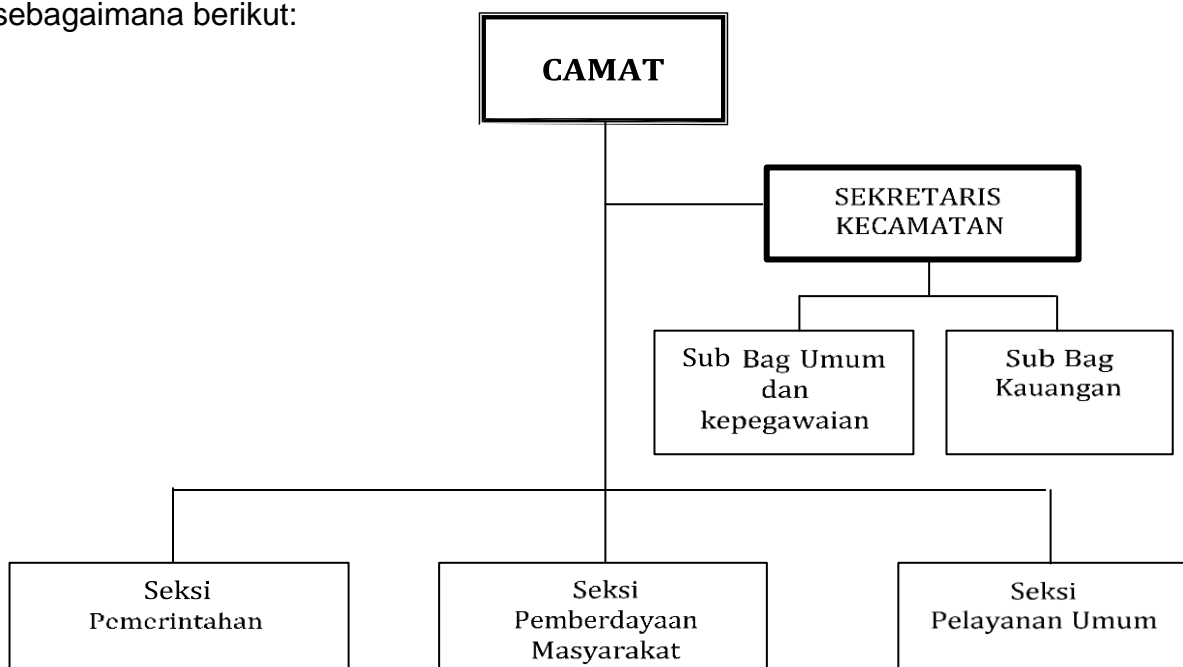 sebagaimana berikut:
CAMAT
SEKRETARIS
KECAMATAN
Sub Bag Umum
dan
kepegawaian
Sub Bag
Kauangan
Seksi
Pemerintahan
Seksi
Pemberdayaan
Masyarakat
Seksi
Pelayanan Umum